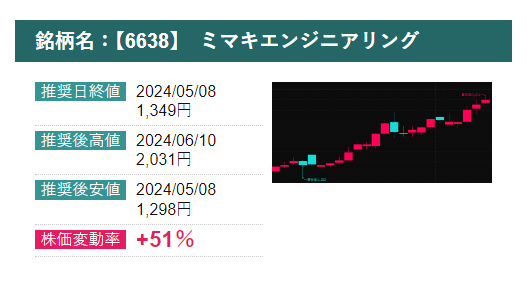 銘柄名：【6638】 ミマキエンジニアリング
推奨日終値 2024/05/08
1,349円
推奨後高値 2024/06/10
2,031円
推奨後安値 2024/05/08
1,298円
株価変動率 +51%